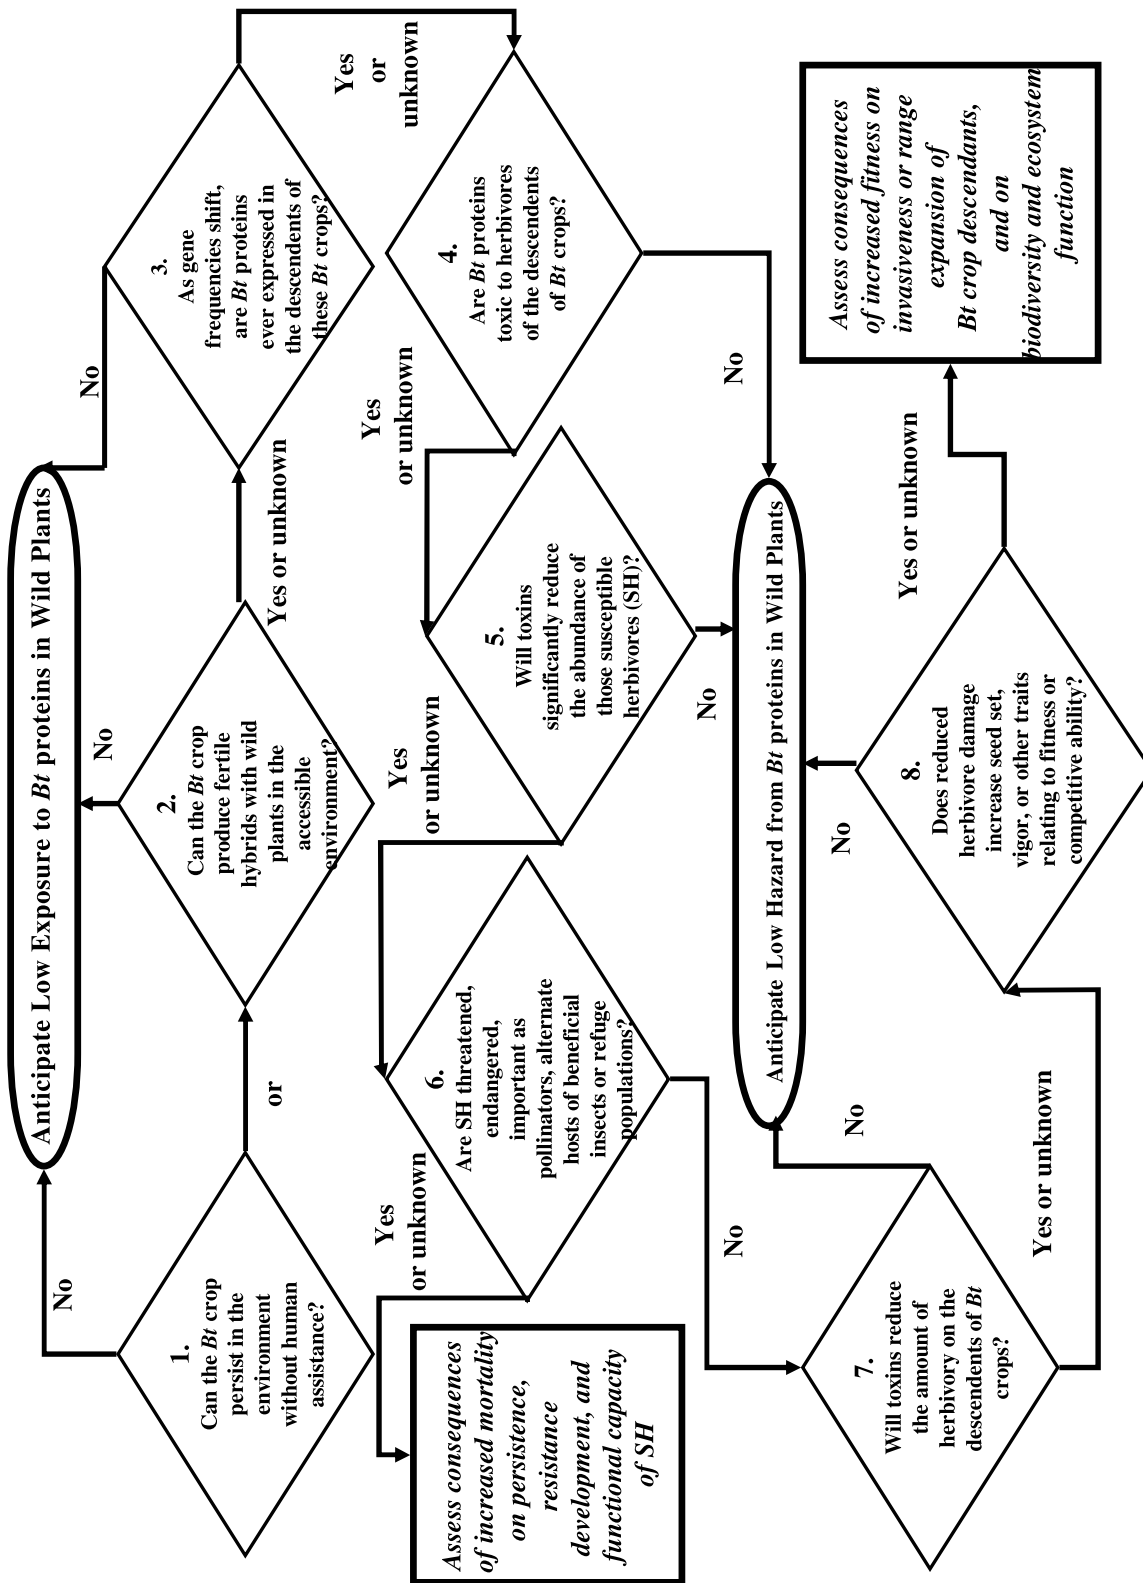 Anticipate Low Exposure to Bt proteins in Wild Plants
No
No
No
1.
Can the Bt crop
persist in the
environment
without human
assistance?
or
2.
Can the Bt crop
produce fertile
hybrids with wild
plants in the
accessible
environment?
Yes or unknown
3.
As gene
frequencies shift,
are Bt proteins
ever expressed in
the descendents of
these Bt crops?
Yes
or
unknown
4.
Are Bt proteins
toxic to herbivores
of the descendents
of Bt crops?
Yes
or unknown
No
5.
Will toxins
significantly reduce
the abundance of
those susceptible
herbivores (SH)?
Yes
or unknown
No
6.
Are SH threatened,
endangered,
important as
pollinators, alternate
hosts of beneficial
insects or refuge
populations?
Yes
or unknown
No
Assess consequences
of increased mortality
on persistence,
resistance
development, and
functional capacity
of SH
Anticipate Low Hazard from Bt proteins in Wild Plants
7.
Will toxins reduce
the amount of
herbivory on the
descendents of Bt
crops?
No
Yes or unknown
8.
Does reduced
herbivore damage
increase seed set,
vigor, or other traits
relating to fitness or
competitive ability?
No
Yes or unknown
Assess consequences
of increased fitness on
invasiveness or range
expansion of
Bt crop descendants,
and on
biodiversity and ecosystem
function